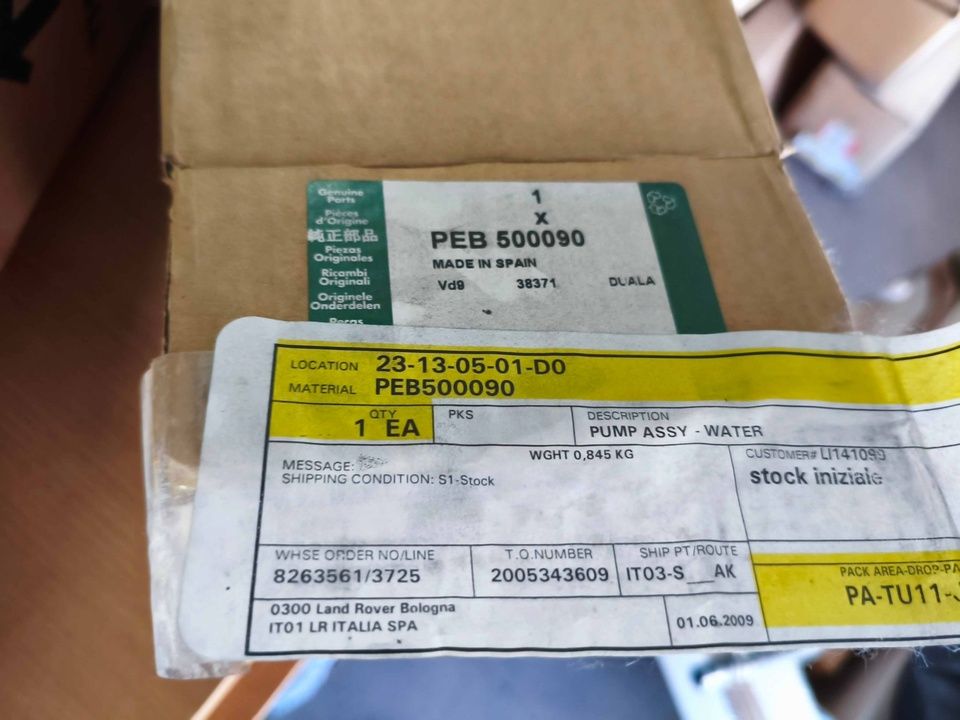 Genuine
Parts
Pièces
d'Origine
純正部品
Piezas
Originales
Ricambi
Originali
Originele
Onderdelen
Peças
1
X
PEB 500090
MADE IN SPAIN
Vd9 38371 DUALA
LOCATION 23-13-05-01-D0
MATERIAL PEB500090
QTY
1 EA
PKS
DESCRIPTION
PUMP ASSY - WATER
WGHT 0,845 KG
MESSAGE:
SHIPPING CONDITION: S1-Stock
CUSTOMER# LI141099
stock iniziale
WHSE ORDER NO/LINE
8263561/3725
T.O.NUMBER
2005343609
SHIP PT/ROUTE
IT03-S___AK
PACK AREA-DROP-PA
PA-TU11-
0300 Land Rover Bologna
IT01 LR ITALIA SPA
01.06.2009